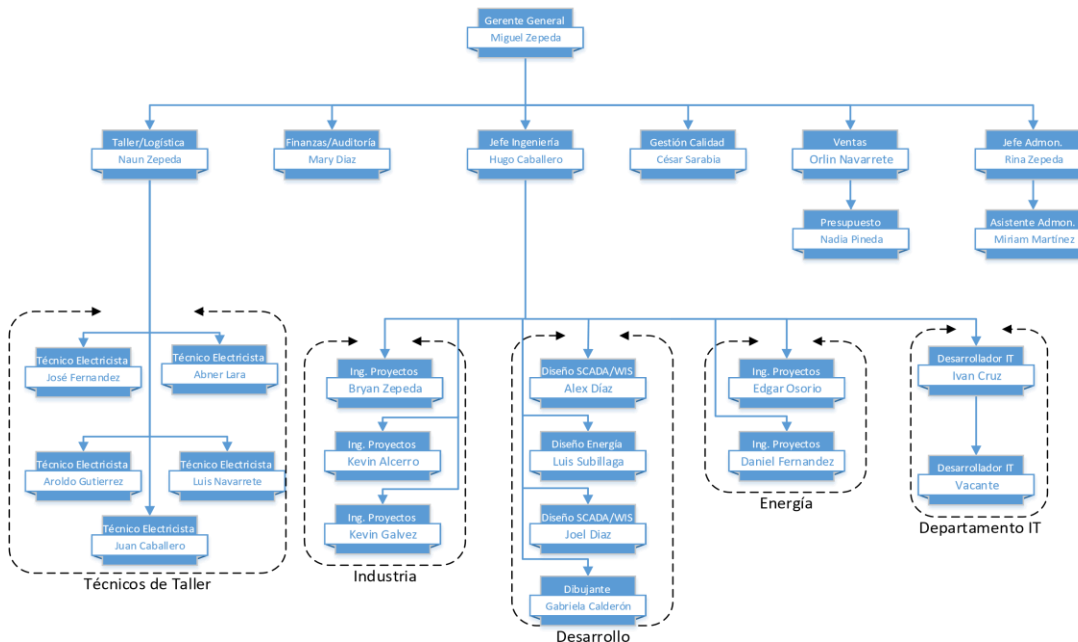 Gerente General
Miguel Zepeda
Taller/Logística
Naun Zepeda
Finanzas/Auditoría
Mary Diaz
Jefe Ingeniería
Hugo Caballero
Gestión Calidad
César Sarabia
Ventas
Orlin Navarrete
Jefe Admon.
Rina Zepeda
Presupuesto
Nadia Pineda
Asistente Admon.
Miriam Martínez
Técnico Electricista
José Fernandez
Técnico Electricista
Abner Lara
Técnico Electricista
Aroldo Gutierrez
Técnico Electricista
Luis Navarrete
Técnico Electricista
Juan Caballero
Técnicos de Taller
Ing. Proyectos
Bryan Zepeda
Ing. Proyectos
Kevin Alcerro
Ing. Proyectos
Kevin Galvez
Industria
Diseño SCADA/WIS
Alex Díaz
Diseño Energía
Luis Subillaga
Diseño SCADA/WIS
Joel Diaz
Dibujante
Gabriela Calderón
Desarrollo
Ing. Proyectos
Edgar Osorio
Ing. Proyectos
Daniel Fernandez
Energía
Desarrollador IT
Ivan Cruz
Desarrollador IT
Vacante
Departamento IT